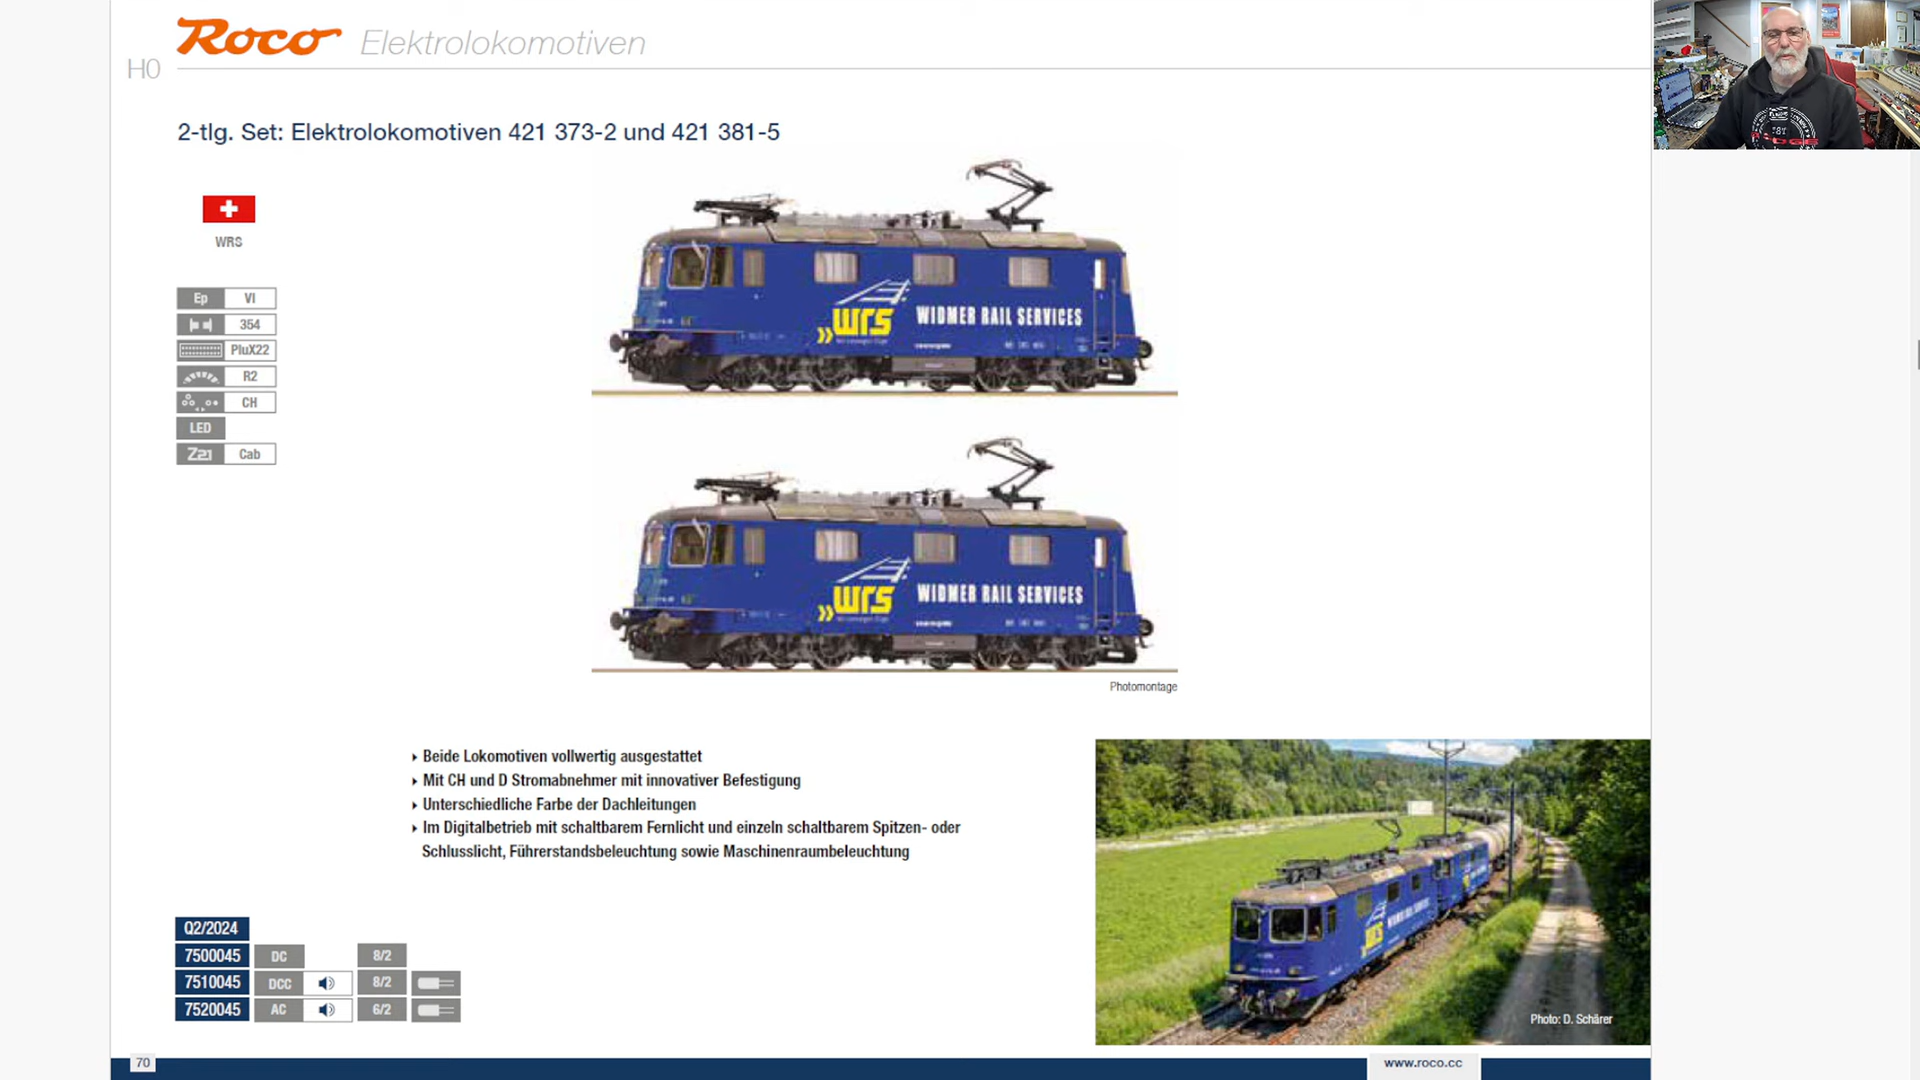 Roco Elektrolokomotiven
H0
2-tlg. Set: Elektrolokomotiven 421 373-2 und 421 381-5
WRS
Ep VI
354
PluX22
R2
CH
LED
Z21 Cab
wrs WIDMER RAIL SERVICES
wrs WIDMER RAIL SERVICES
Photomontage
Beide Lokomotiven vollwertig ausgestattet
Mit CH und D Stromabnehmer mit innovativer Befestigung
Unterschiedliche Farbe der Dachleitungen
Im Digitalbetrieb mit schaltbarem Fernlicht und einzeln schaltbarem Spitzen- oder
Schlusslicht, Führerstandsbeleuchtung sowie Maschinenraumbeleuchtung
Q2/2024
7500045 DC 8/2
7510045 DCC 8/2
7520045 AC 6/2
Photo: D. Schärer
70
www.roco.cc